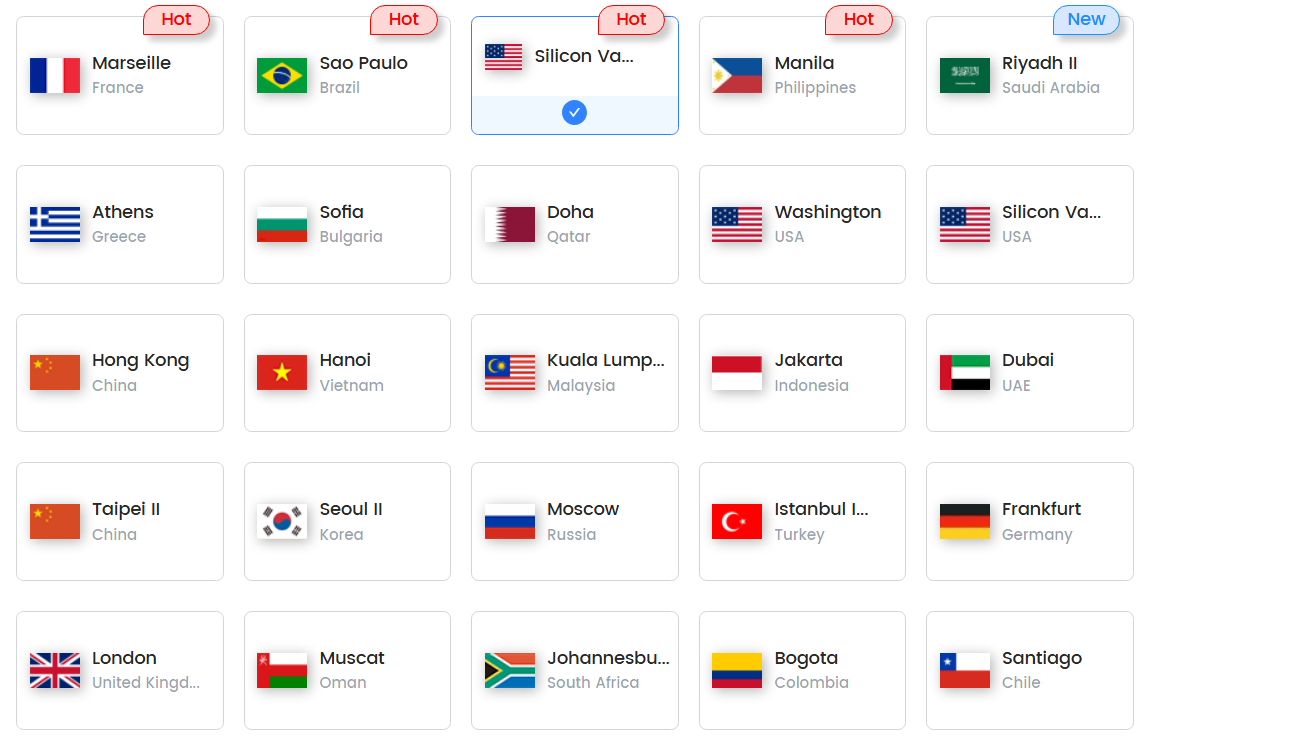 Hot
Hot
Hot
Hot
New
Marseille
France
Sao Paulo
Brazil
Silicon Va...
Manila
Philippines
Riyadh II
Saudi Arabia
Athens
Greece
Sofia
Bulgaria
Doha
Qatar
Washington
USA
Silicon Va...
USA
Hong Kong
China
Hanoi
Vietnam
Kuala Lump...
Malaysia
Jakarta
Indonesia
Dubai
UAE
Taipei II
China
Seoul II
Korea
Moscow
Russia
Istanbul I...
Turkey
Frankfurt
Germany
London
United Kingd...
Muscat
Oman
Johannesbu...
South Africa
Bogota
Colombia
Santiago
Chile